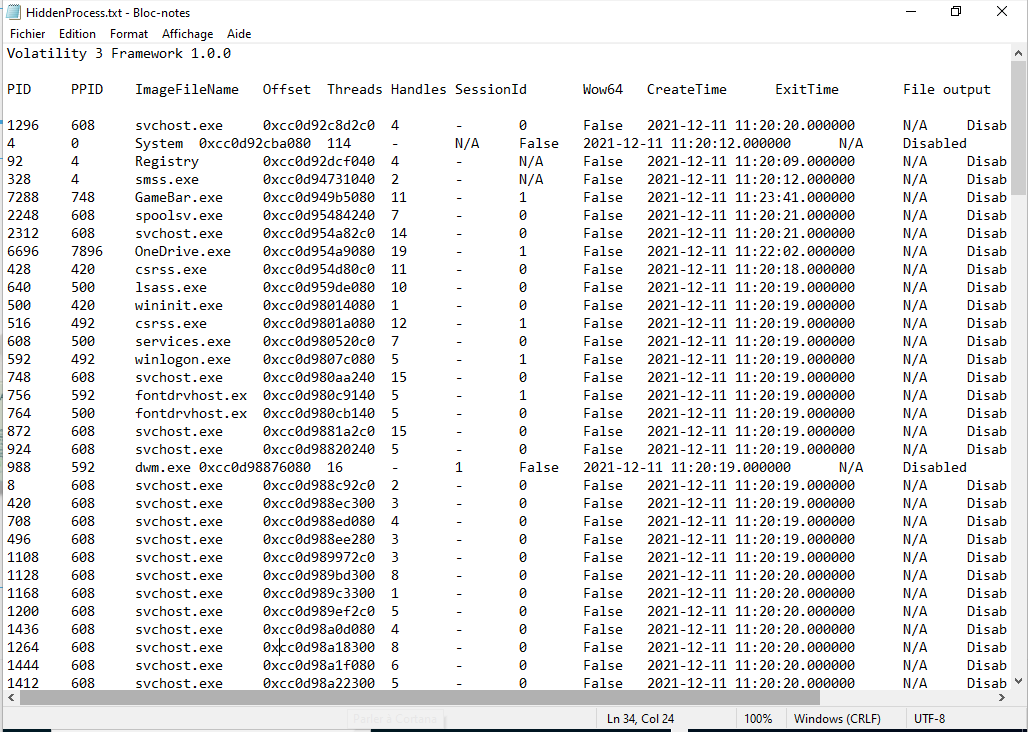 HiddenProcess.txt - Bloc-notes
Fichier Edition Format Affichage Aide
Volatility 3 Framework 1.0.0
PID PPID ImageFileName Offset Threads Handles SessionId Wow64 CreateTime ExitTime File output
1296 608 svchost.exe 0xcc0d92c8d2c0 4 - 0 False 2021-12-11 11:20:20.000000 N/A Disab
4 0 System 0xcc0d92cba080 114 - N/A False 2021-12-11 11:20:12.000000 N/A Disabled
92 4 Registry 0xcc0d92dcf040 4 - N/A False 2021-12-11 11:20:09.000000 N/A Disab
328 4 smss.exe 0xcc0d94731040 2 - N/A False 2021-12-11 11:20:12.000000 N/A Disab
7288 748 GameBar.exe 0xcc0d949b5080 11 - 1 False 2021-12-11 11:23:41.000000 N/A Disab
2248 608 spoolsv.exe 0xcc0d95484240 7 - 0 False 2021-12-11 11:20:21.000000 N/A Disab
2312 608 svchost.exe 0xcc0d954a82c0 14 - 0 False 2021-12-11 11:20:21.000000 N/A Disab
6696 7896 OneDrive.exe 0xcc0d954a9080 19 - 1 False 2021-12-11 11:22:02.000000 N/A Disab
428 420 csrss.exe 0xcc0d954d80c0 11 - 0 False 2021-12-11 11:20:18.000000 N/A Disab
640 500 lsass.exe 0xcc0d959de080 10 - 0 False 2021-12-11 11:20:19.000000 N/A Disab
500 420 wininit.exe 0xcc0d98014080 1 - 0 False 2021-12-11 11:20:19.000000 N/A Disab
516 492 csrss.exe 0xcc0d9801a080 12 - 1 False 2021-12-11 11:20:19.000000 N/A Disab
608 500 services.exe 0xcc0d980520c0 7 - 0 False 2021-12-11 11:20:19.000000 N/A Disab
592 492 winlogon.exe 0xcc0d9807c080 5 - 1 False 2021-12-11 11:20:19.000000 N/A Disab
748 608 svchost.exe 0xcc0d980aa240 15 - 0 False 2021-12-11 11:20:19.000000 N/A Disab
756 592 fontdrvhost.ex 0xcc0d980c9140 5 - 1 False 2021-12-11 11:20:19.000000 N/A Disab
764 500 fontdrvhost.ex 0xcc0d980cb140 5 - 0 False 2021-12-11 11:20:19.000000 N/A Disab
872 608 svchost.exe 0xcc0d9881a2c0 15 - 0 False 2021-12-11 11:20:19.000000 N/A Disab
924 608 svchost.exe 0xcc0d98820240 5 - 0 False 2021-12-11 11:20:19.000000 N/A Disab
988 592 dwm.exe 0xcc0d98876080 16 - 1 False 2021-12-11 11:20:19.000000 N/A Disabled
8 608 svchost.exe 0xcc0d988c92c0 2 - 0 False 2021-12-11 11:20:19.000000 N/A Disab
420 608 svchost.exe 0xcc0d988ec300 3 - 0 False 2021-12-11 11:20:19.000000 N/A Disab
708 608 svchost.exe 0xcc0d988ed080 4 - 0 False 2021-12-11 11:20:19.000000 N/A Disab
496 608 svchost.exe 0xcc0d988ee280 3 - 0 False 2021-12-11 11:20:19.000000 N/A Disab
1108 608 svchost.exe 0xcc0d989972c0 3 - 0 False 2021-12-11 11:20:19.000000 N/A Disab
1128 608 svchost.exe 0xcc0d989bd300 8 - 0 False 2021-12-11 11:20:20.000000 N/A Disab
1168 608 svchost.exe 0xcc0d989c3300 1 - 0 False 2021-12-11 11:20:20.000000 N/A Disab
1200 608 svchost.exe 0xcc0d989ef2c0 5 - 0 False 2021-12-11 11:20:20.000000 N/A Disab
1436 608 svchost.exe 0xcc0d98a0d080 4 - 0 False 2021-12-11 11:20:20.000000 N/A Disab
1264 608 svchost.exe 0xcc0d98a18300 8 - 0 False 2021-12-11 11:20:20.000000 N/A Disab
1444 608 svchost.exe 0xcc0d98a1f080 6 - 0 False 2021-12-11 11:20:20.000000 N/A Disab
1412 608 svchost.exe 0xcc0d98a22300 5 - 0 False 2021-12-11 11:20:20.000000 N/A Disab
Parler à Cortana
Ln 34, Col 24 100% Windows (CRLF) UTF-8